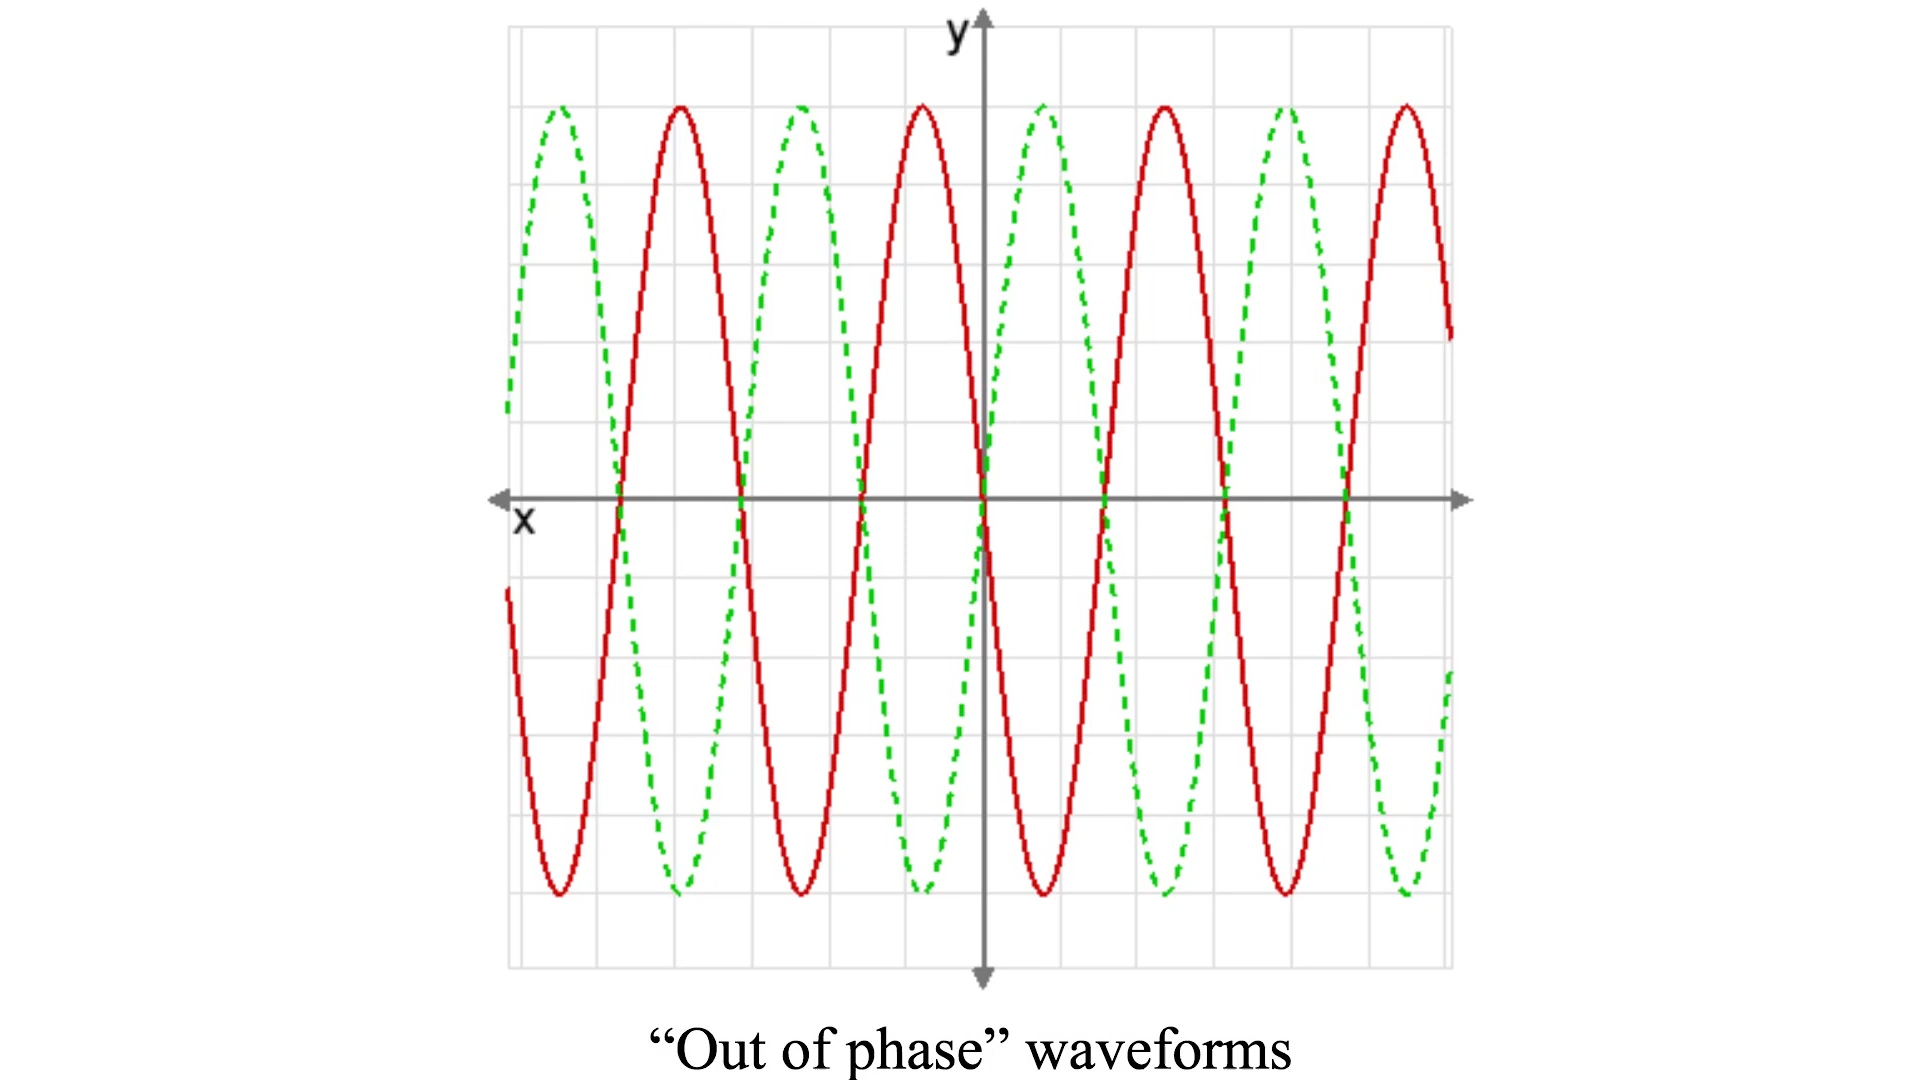 y
x
“Out of phase” waveforms